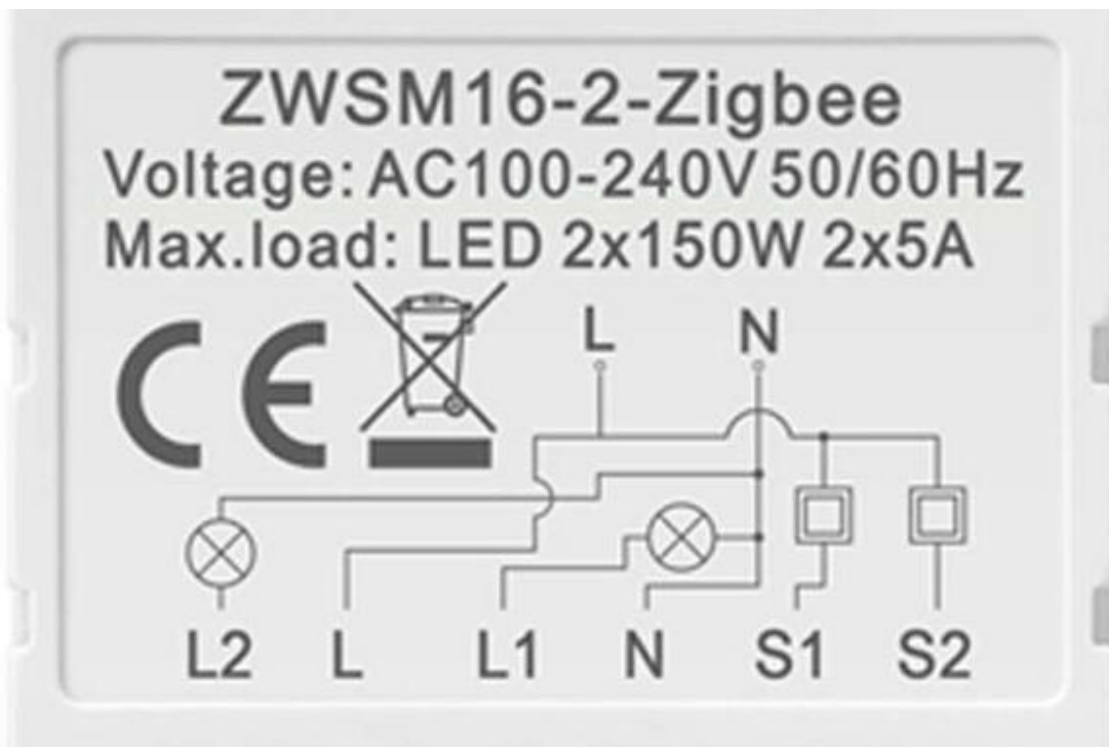 ZWSM16-2-Zigbee
Voltage: AC100-240V 50/60Hz
Max.load: LED 2x150W 2x5A
CE
L N
L2 L L1 N S1 S2